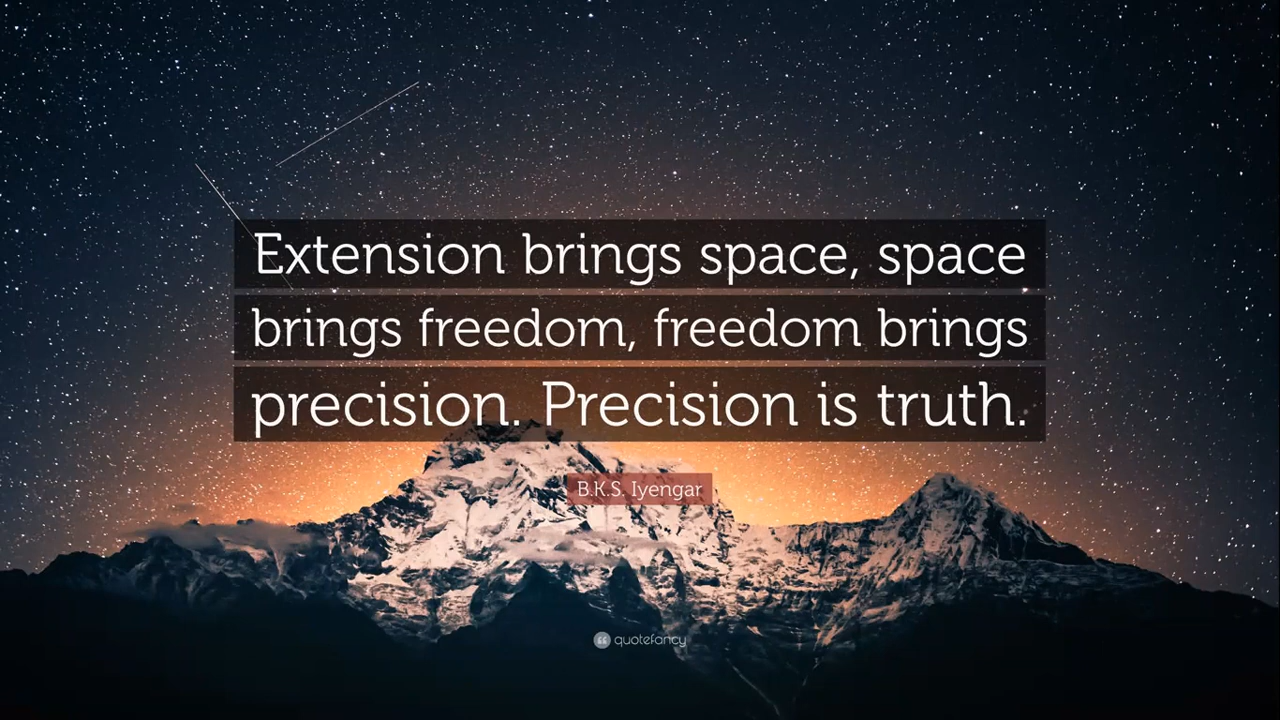 Extension brings space, space
brings freedom, freedom brings
precision. Precision is truth.
B.K.S. Iyengar
quotefancy